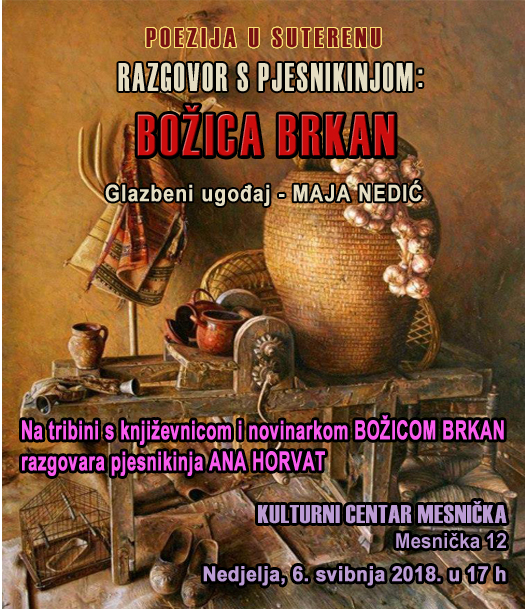 POEZIJA U SUTERENU
RAZGOVOR S PJESNIKINJOM:
BOŽICA BRKAN
Glazbeni ugođaj - MAJA NEDIĆ
Na tribini s književnicom i novinarkom BOŽICOM BRKAN
razgovara pjesnikinja ANA HORVAT
KULTURNI CENTAR MESNIČKA
Mesnička 12
Nedjelja, 6. svibnja 2018. u 17 h